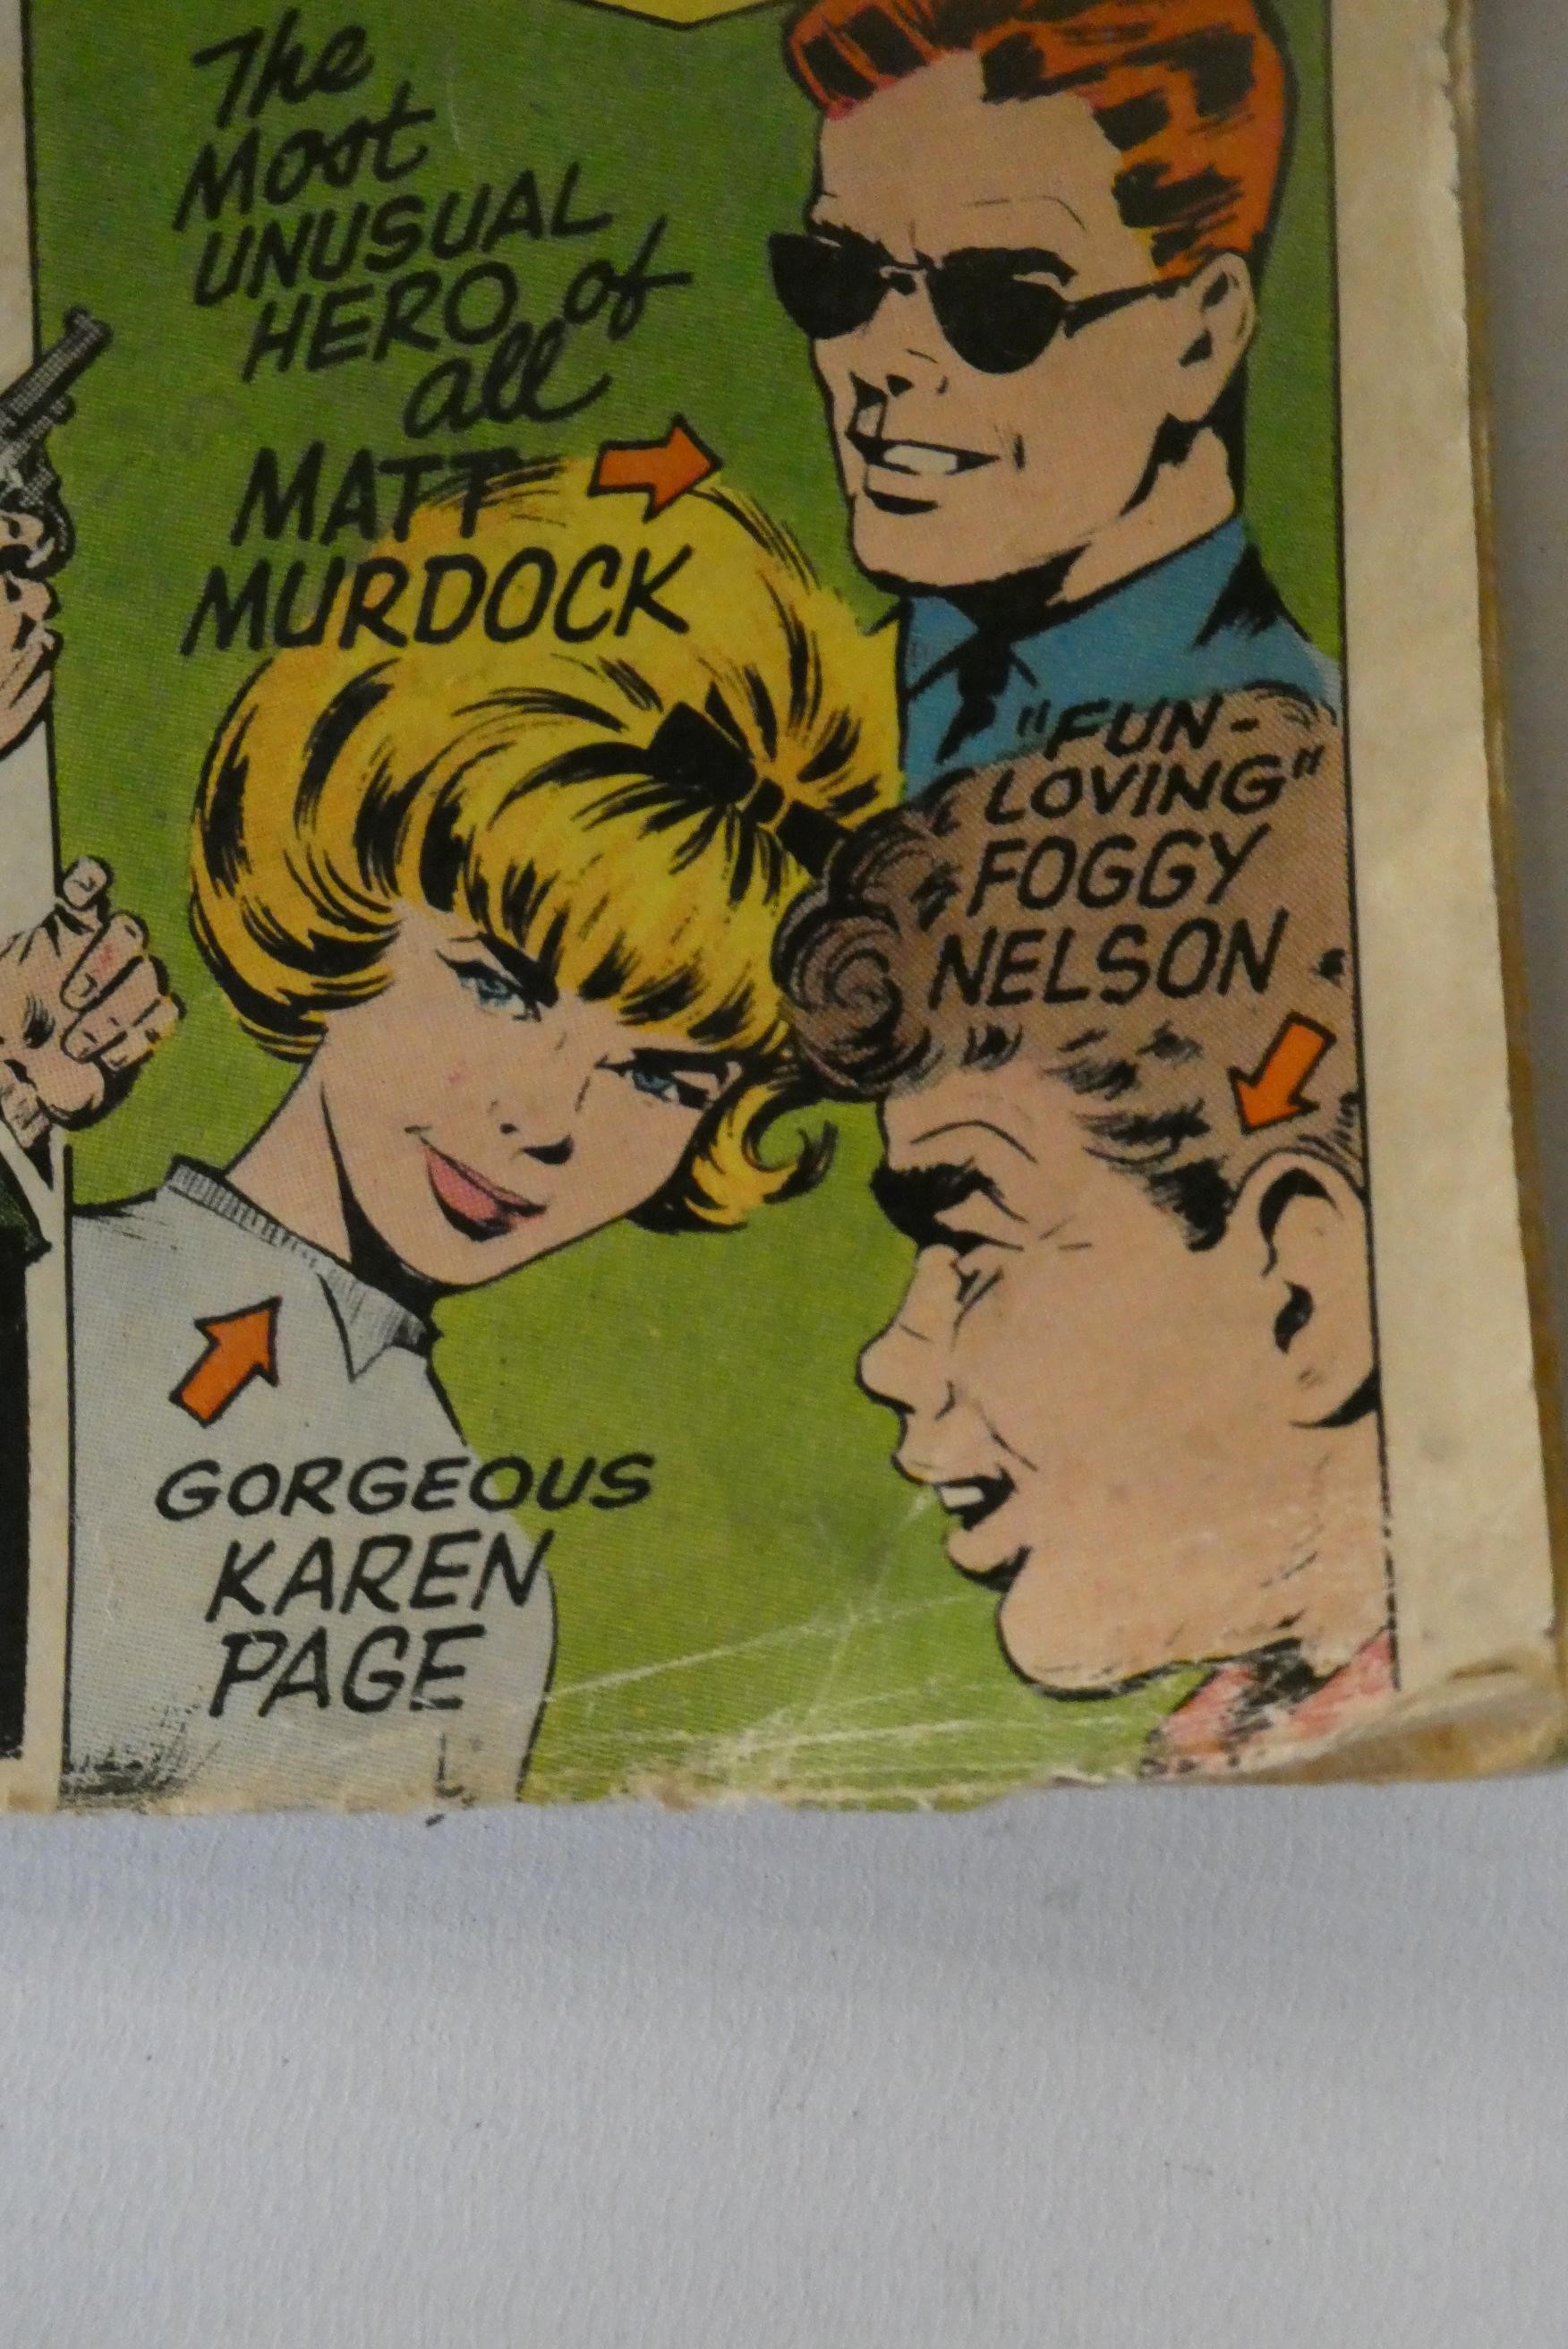 The
Most
UNUSUAL
HERO of
all
MATT
MURDOCK
"FUN-
LOVING"
FOGGY
NELSON
GORGEOUS
KAREN
PAGE